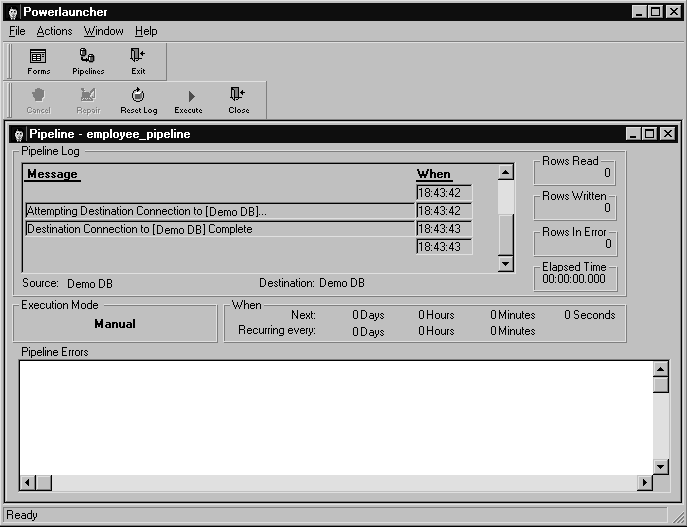 Powerlauncher
File Actions Window Help
Forms Pipelines Exit
Cancel Repair Reset Log Execute Close
Pipeline - employee_pipeline
Pipeline Log
Message When
18:43:42
Attempting Destination Connection to [Demo DB]... 18:43:42
Destination Connection to [Demo DB] Complete 18:43:43
18:43:43
Source: Demo DB Destination: Demo DB
Rows Read
0
Rows Written
0
Rows In Error
0
Elapsed Time
00:00:00.000
Execution Mode
Manual
When
Next: 0 Days 0 Hours 0 Minutes 0 Seconds
Recurring every: 0 Days 0 Hours 0 Minutes
Pipeline Errors
Ready